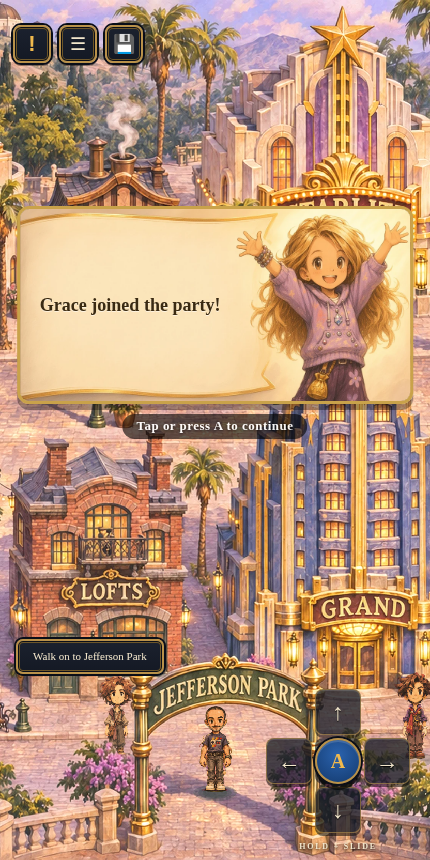 !
☰
Grace joined the party!
Tap or press A to continue
LOFTS
GRAND
Walk on to Jefferson Park
JEFFERSON PARK
↑
← A →
↓
HOLD + SLIDE